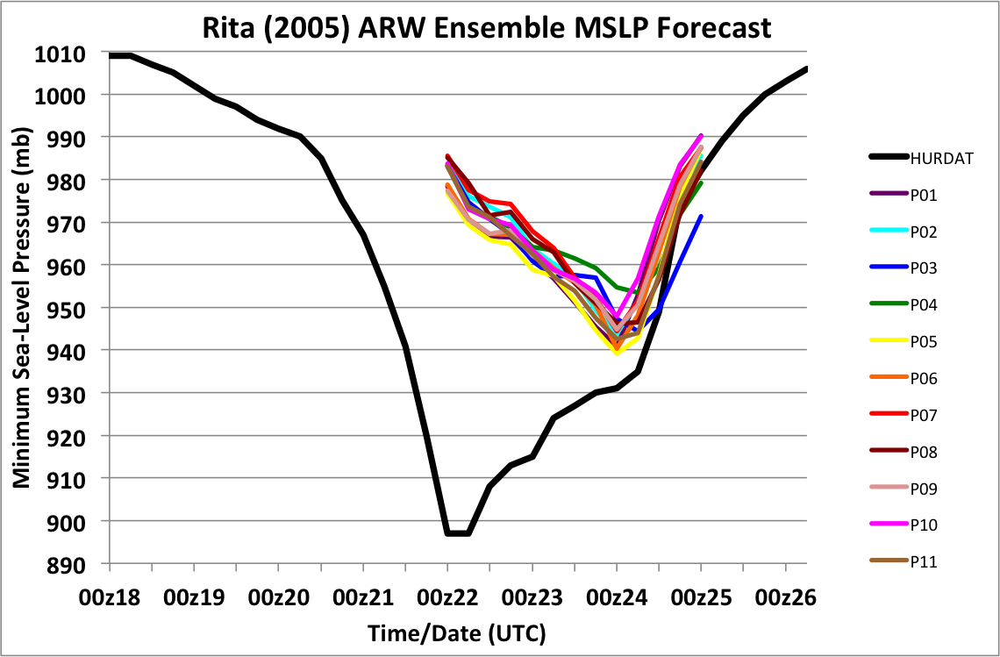 Rita (2005) ARW Ensemble MSLP Forecast
Minimum Sea-Level Pressure (mb)
1010
1000
990
980
970
960
950
940
930
920
910
900
890
00z18 00z19 00z20 00z21 00z22 00z23 00z24 00z25 00z26
Time/Date (UTC)
HURDAT
P01
P02
P03
P04
P05
P06
P07
P08
P09
P10
P11